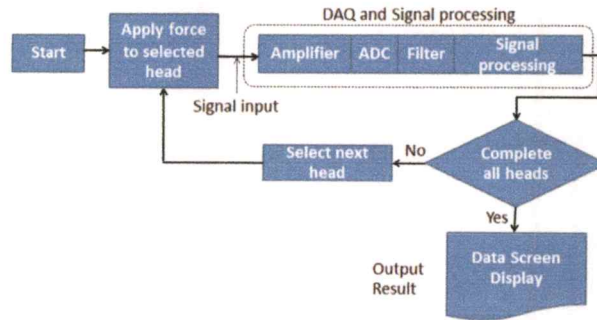 DAQ and Signal processing
Start
Apply force
to selected
head
Amplifier
ADC
Filter
Signal
processing
Signal input
Select next
head
No
Complete
all heads
Yes
Output
Result
Data Screen
Display